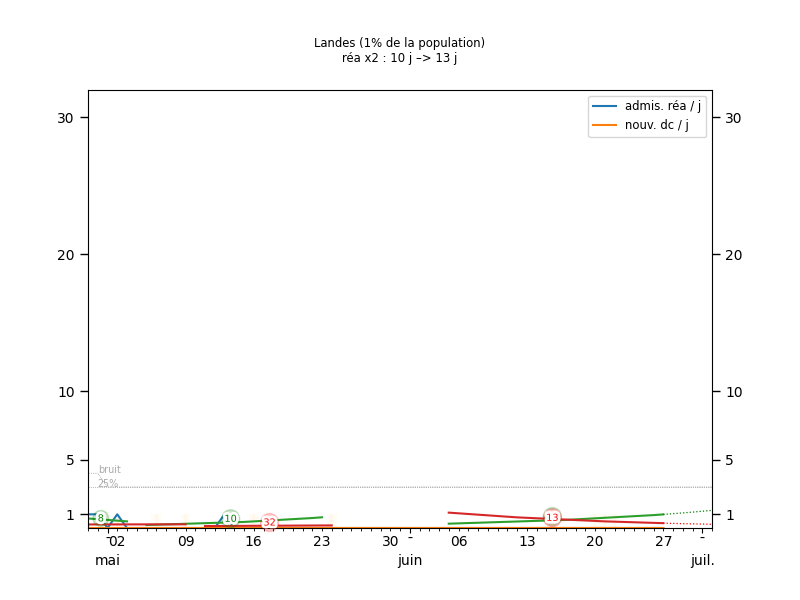 Landes (1% de la population)
réa x2 : 10 j –> 13 j
admis. réa / j
nouv. dc / j
30 30
20 20
10 10
5 5
bruit
25%
1 1
8 10 32 13
02 09 16 23 30 - 06 13 20 27 -
mai juin juil.